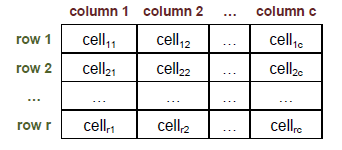 column 1 column 2 ... column c
row 1 cell₁₁ cell₁₂ ... cell₁c
row 2 cell₂₁ cell₂₂ ... cell₂c
... ... ... ... ...
row r cellr₁ cellr₂ ... cellrc